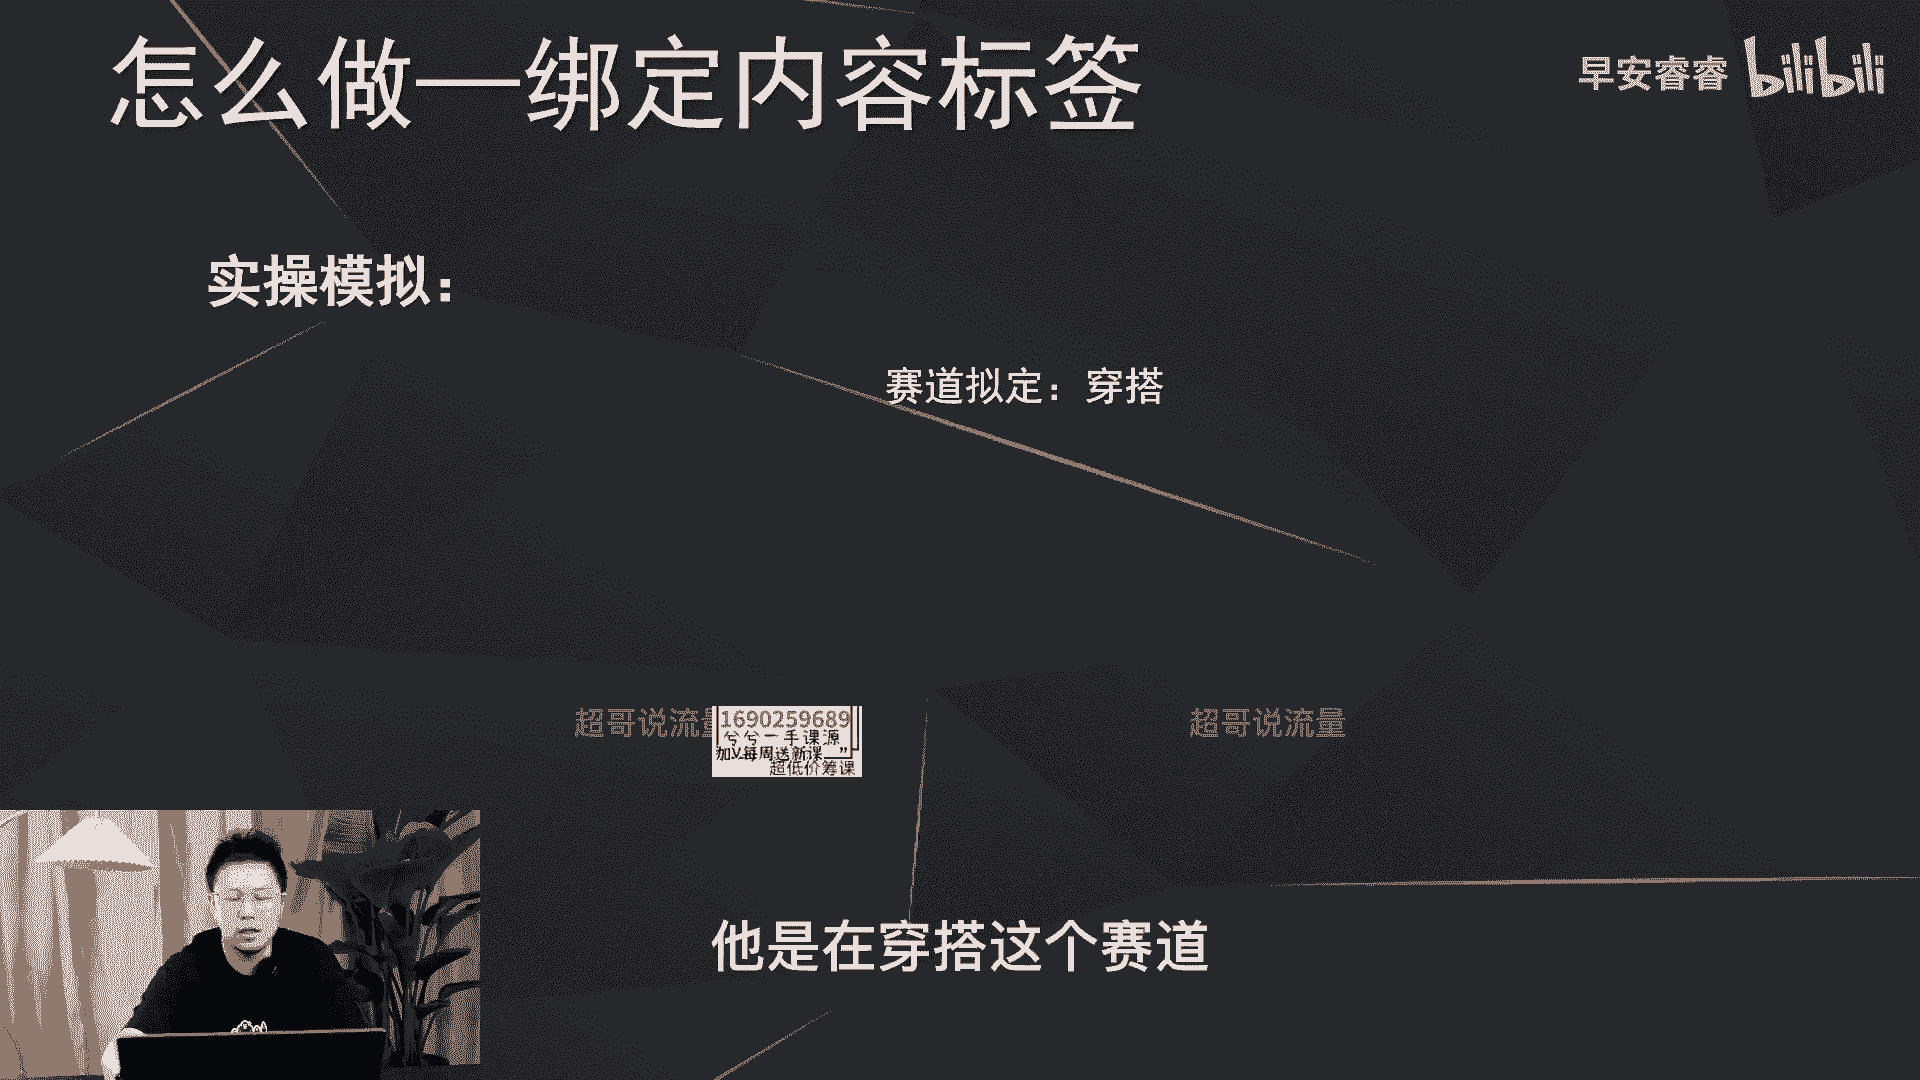 怎么做—绑定内容标签
早安睿睿 bilibili
实操模拟：
赛道拟定：穿搭
超哥说流量
1690259689
兮兮一手课源
加V每周送新课—”
超低价筹课
超哥说流量
他是在穿搭这个赛道